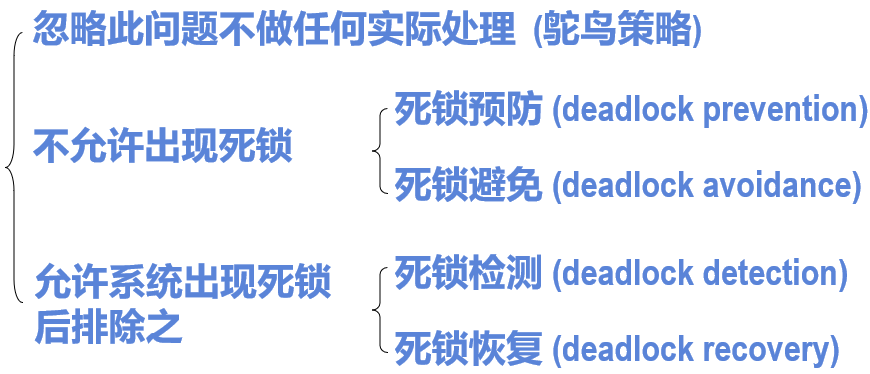 忽略此问题不做任何实际处理 (鸵鸟策略)
不允许出现死锁
死锁预防 (deadlock prevention)
死锁避免 (deadlock avoidance)
允许系统出现死锁
后排除之
死锁检测 (deadlock detection)
死锁恢复 (deadlock recovery)